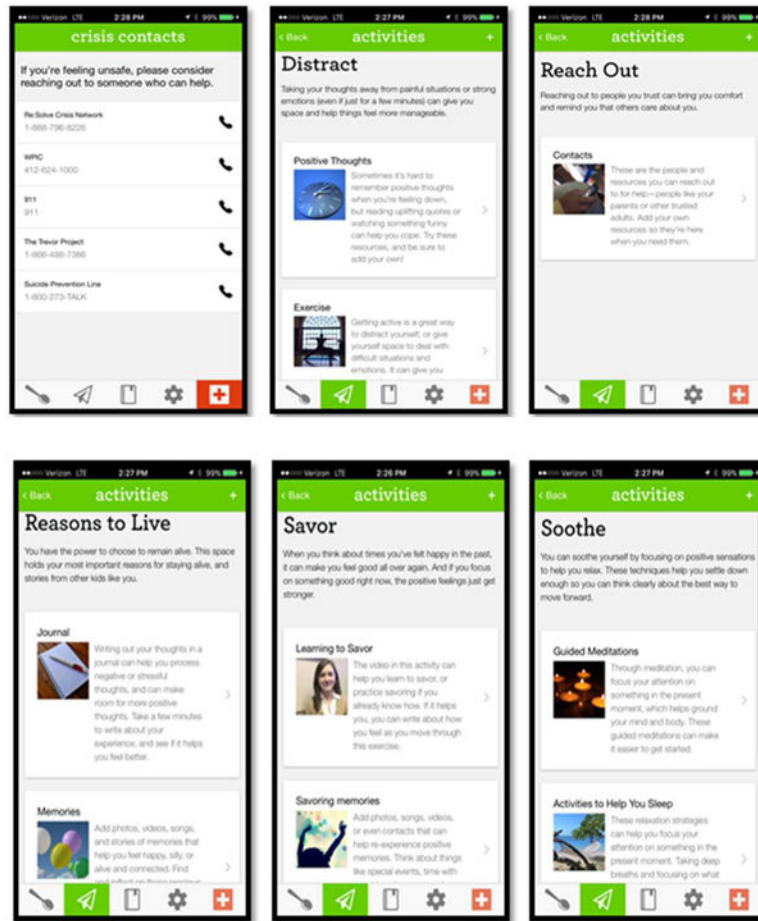 Verizon LTE 2:28 PM 99%
crisis contacts
If you're feeling unsafe, please consider
reaching out to someone who can help.
Re:Solve Crisis Network
1-888-796-8226
WPIC
412-624-1000
911
911
The Trevor Project
1-866-488-7386
Suicide Prevention Line
1-800-273-TALK
Verizon LTE 2:27 PM 99%
< Back activities +
Distract
Taking your thoughts away from painful situations or strong
emotions (even if just for a few minutes) can give you
space and help things feel more manageable.
Positive Thoughts
Sometimes it's hard to
remember positive thoughts
when you're feeling down,
but reading uplifting quotes or
watching something funny
can help you cope. Try these
resources, and be sure to
add your own!
Exercise
Getting active is a great way
to distract yourself, or give
yourself space to deal with
difficult situations and
emotions. It can give you
Verizon LTE 2:28 PM 99%
< Back activities +
Reach Out
Reaching out to people you trust can bring you comfort
and remind you that others care about you.
Contacts
These are the people and
resources you can reach out
to for help—people like your
parents or other trusted
adults. Add your own
resources so they're here
when you need them.
Verizon LTE 2:27 PM 99%
< Back activities +
Reasons to Live
You have the power to choose to remain alive. This space
holds your most important reasons for staying alive, and
stories from other kids like you.
Journal
Writing out your thoughts in a
journal can help you process
negative or stressful
thoughts, and can make
room for more positive
thoughts. Take a few minutes
to write about your
experience, and see if it helps
you feel better.
Memories
Add photos, videos, songs,
and stories of memories that
help you feel happy, silly, or
alive and connected. Find
and reflect on these precious
Verizon LTE 2:26 PM 99%
< Back activities +
Savor
When you think about times you've felt happy in the past,
it can make you feel good all over again. And if you focus
on something good right now, the positive feelings just get
stronger.
Learning to Savor
The video in this activity can
help you learn to savor, or
practice savoring if you
already know how. If it helps
you, you can write about how
you feel as you move through
this exercise.
Savoring memories
Add photos, songs, videos,
or even contacts that can
help re-experience positive
memories. Think about things
like special events, time with
Verizon LTE 2:27 PM 99%
< Back activities +
Soothe
You can soothe yourself by focusing on positive sensations
to help you relax. These techniques help you settle down
enough so you can think clearly about the best way to
move forward.
Guided Meditations
Through meditation, you can
focus your attention on
something in the present
moment, which helps ground
your mind and body. These
guided meditations can make
it easier to get started.
Activities to Help You Sleep
These relaxation strategies
can help you focus your
attention on something in the
present moment. Taking deep
breaths and focusing on what